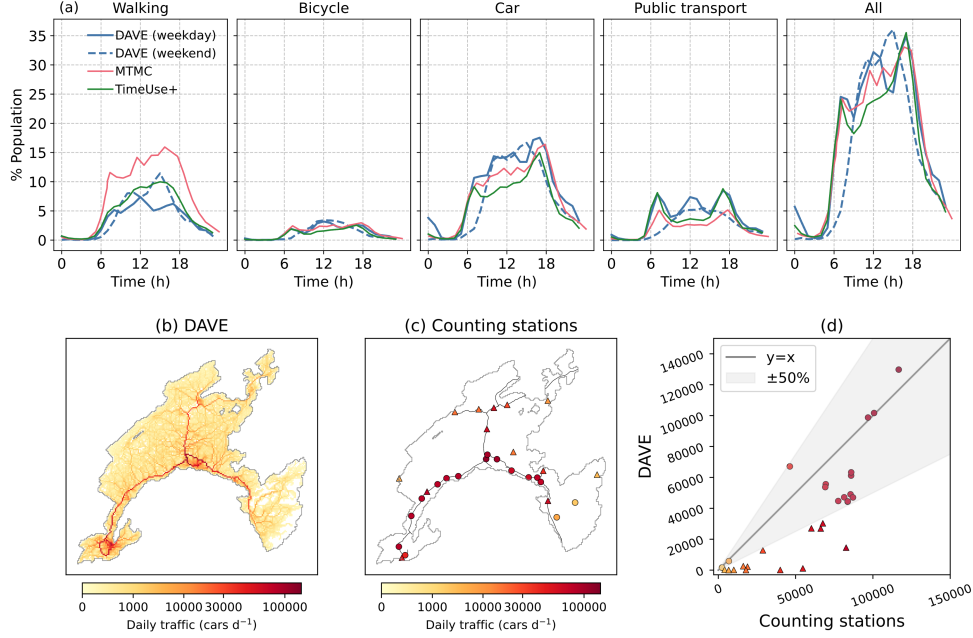 (a) Walking Bicycle Car Public transport All
DAVE (weekday)
DAVE (weekend)
MTMC
TimeUse+
% Population
35
30
25
20
15
10
5
0
0 6 12 18
0 6 12 18
0 6 12 18
0 6 12 18
0 6 12 18
Time (h) Time (h) Time (h) Time (h) Time (h)
(b) DAVE
0 1000 10000 30000 100000
Daily traffic (cars d⁻¹)
(c) Counting stations
0 1000 10000 30000 100000
Daily traffic (cars d⁻¹)
(d)
y=x
±50%
DAVE
140000
120000
100000
80000
60000
40000
20000
0
0 50000 100000 150000
Counting stations